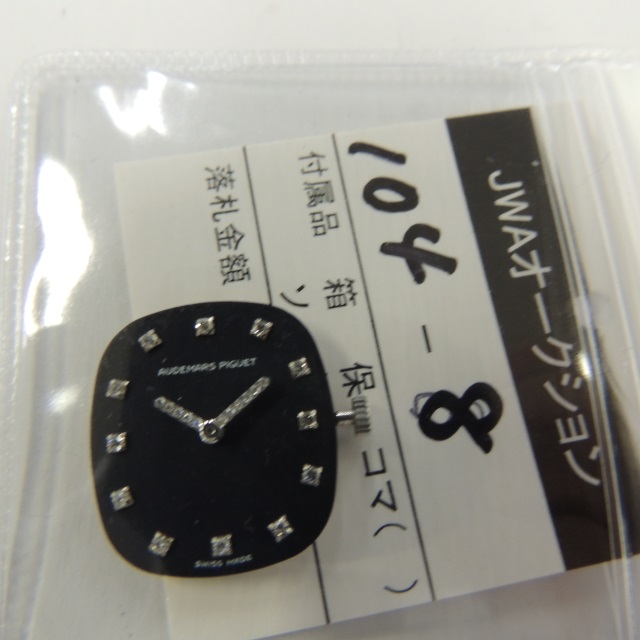 JWAオークション
104-8
付属品 箱 保 コマ( )
落札金額
AUDEMARS PIGUET
SWISS MADE